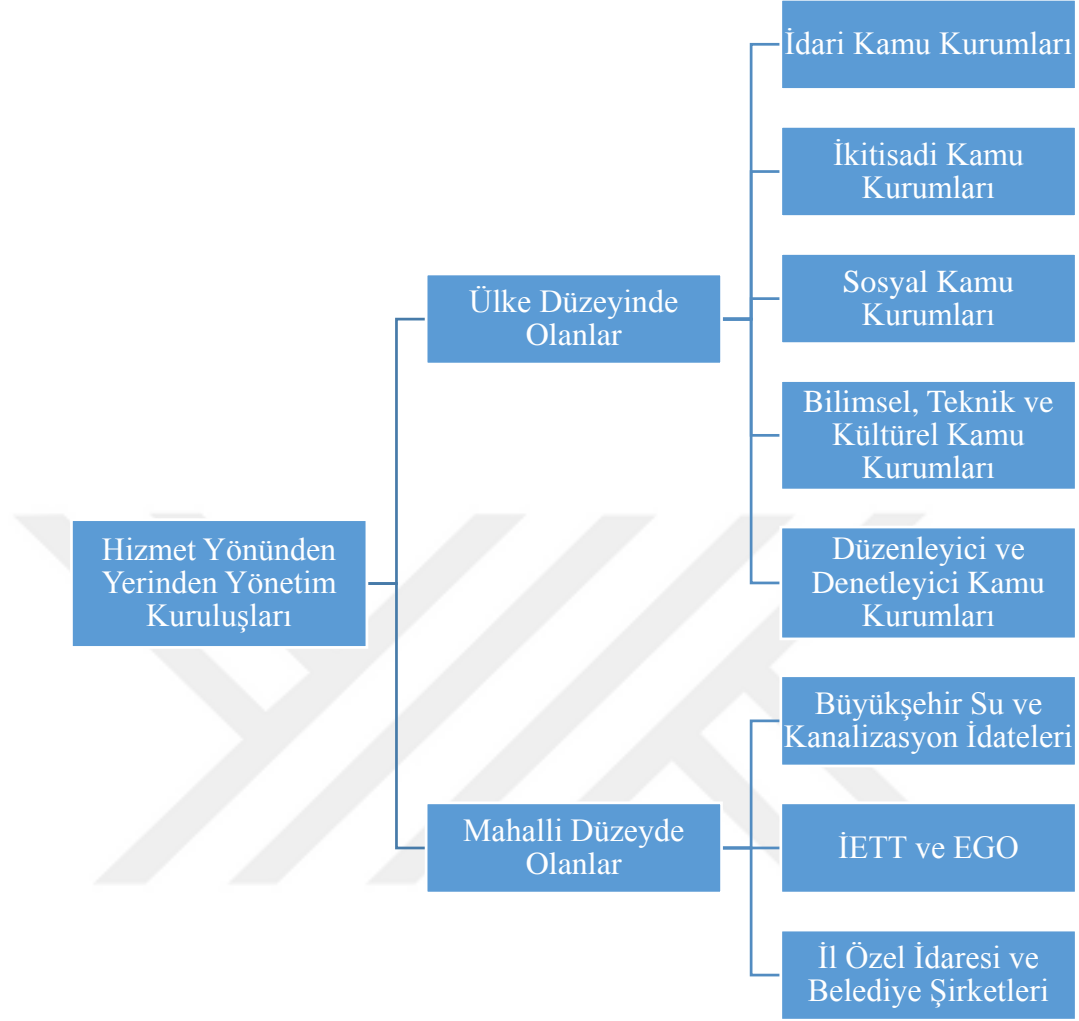 Hizmet Yönünden
Yerinden Yönetim
Kuruluşları
Ülke Düzeyinde
Olanlar
İdari Kamu Kurumları
İkitisadi Kamu
Kurumları
Sosyal Kamu
Kurumları
Bilimsel, Teknik ve
Kültürel Kamu
Kurumları
Düzenleyici ve
Denetleyici Kamu
Kurumları
Mahalli Düzeyde
Olanlar
Büyükşehir Su ve
Kanalizasyon İdateleri
İETT ve EGO
İl Özel İdaresi ve
Belediye Şirketleri